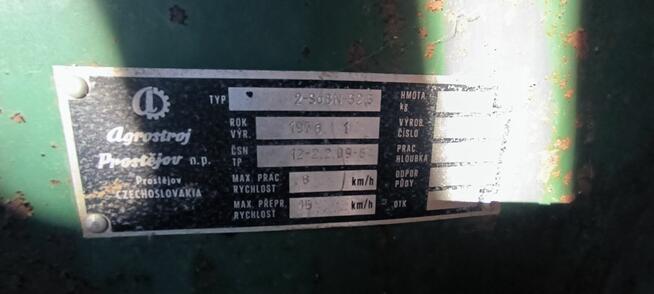 TYP
ROK VÝR. 1976 1
ČSN TP
MAX. PRAC. RYCHLOST 8 km/h
MAX. PŘEPR. RYCHLOST 15 km/h
Agrostroj
Prostějov n.p.
Prostějov
CZECHOSLOVAKIA
HMOTA kg
VÝROB. ČÍSLO
PRAC. HLOUBKA
ODPOR PŮDY
OTK